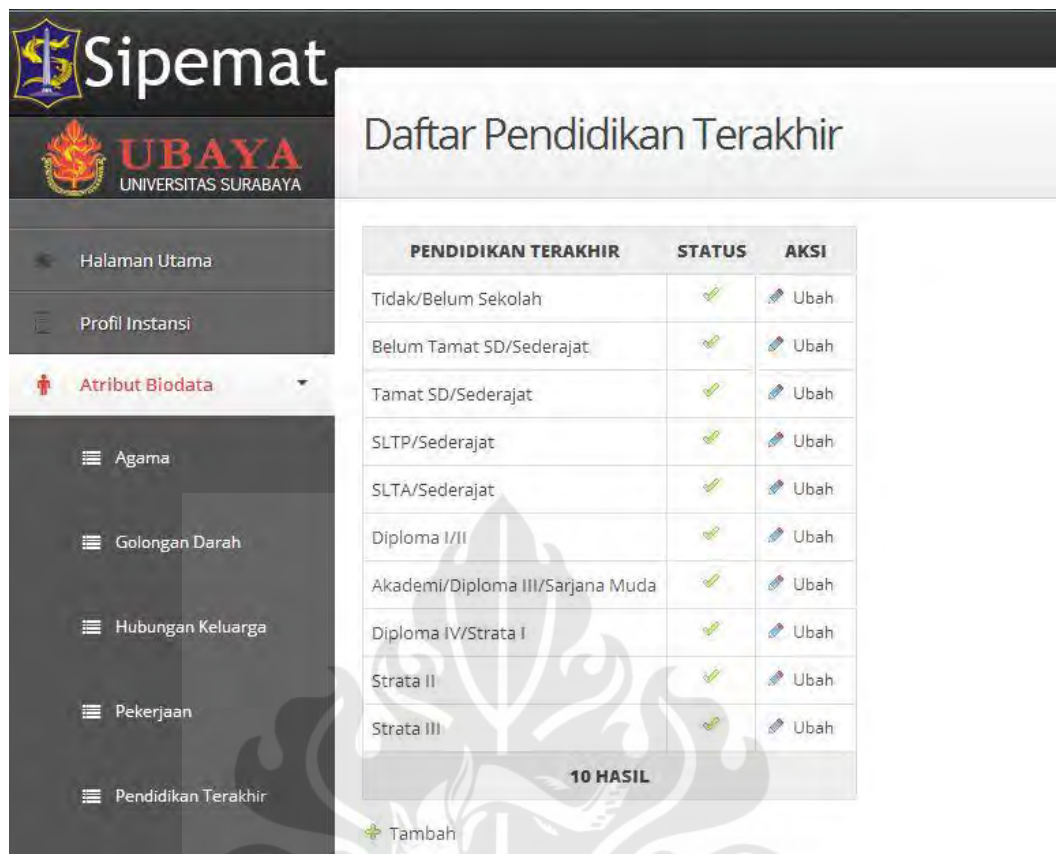 Sipemat
UBAYA
UNIVERSITAS SURABAYA
Daftar Pendidikan Terakhir
Halaman Utama
Profil Instansi
Atribut Biodata
Agama
Golongan Darah
Hubungan Keluarga
Pekerjaan
Pendidikan Terakhir
PENDIDIKAN TERAKHIR STATUS AKSI
Tidak/Belum Sekolah Ubah
Belum Tamat SD/Sederajat Ubah
Tamat SD/Sederajat Ubah
SLTP/Sederajat Ubah
SLTA/Sederajat Ubah
Diploma I/II Ubah
Akademi/Diploma III/Sarjana Muda Ubah
Diploma IV/Strata I Ubah
Strata II Ubah
Strata III Ubah
10 HASIL
Tambah